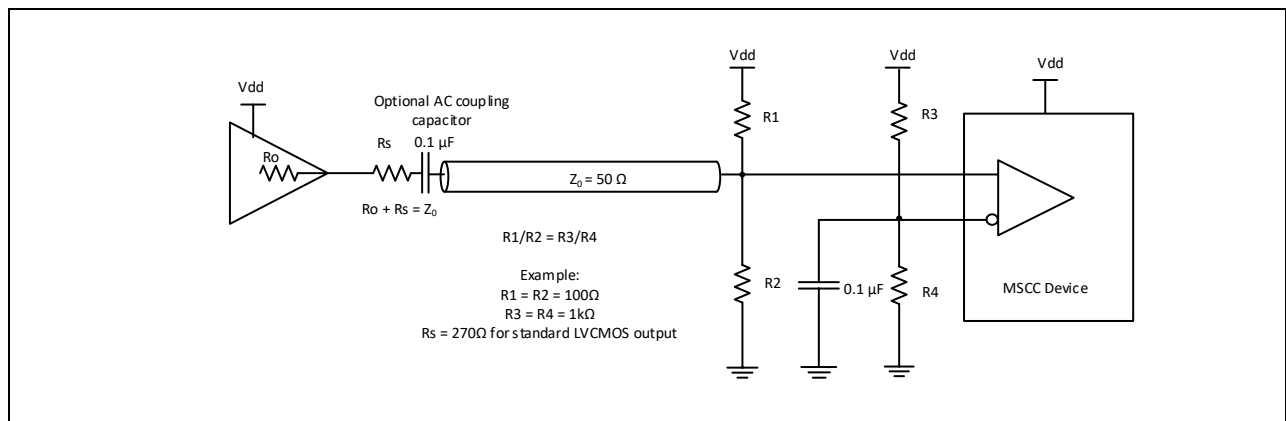 Vdd
Vdd
Vdd
Vdd
Optional AC coupling
capacitor
0.1 µF
Rs
Ro
R1
R3
Z0 = 50 Ω
Ro + Rs = Z0
R1/R2 = R3/R4
Example:
R1 = R2 = 100Ω
R3 = R4 = 1kΩ
Rs = 270Ω for standard LVCMOS output
R2
0.1 µF
R4
MSCC Device